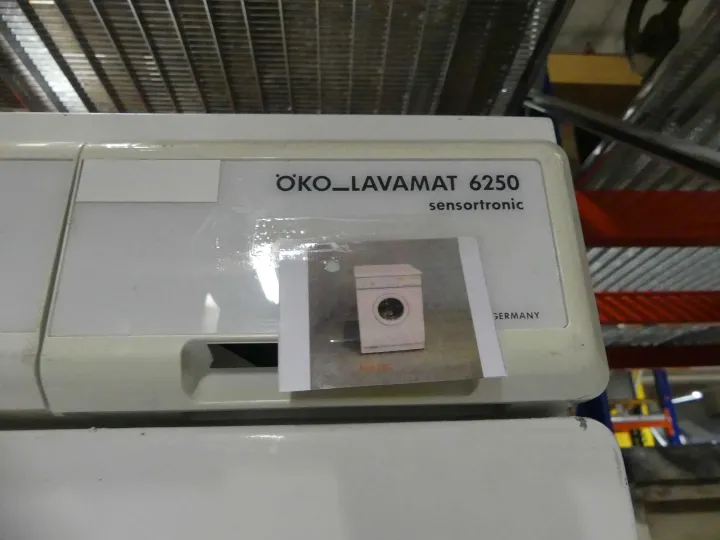 ÖKO_LAVAMAT 6250
sensortronic
GERMANY